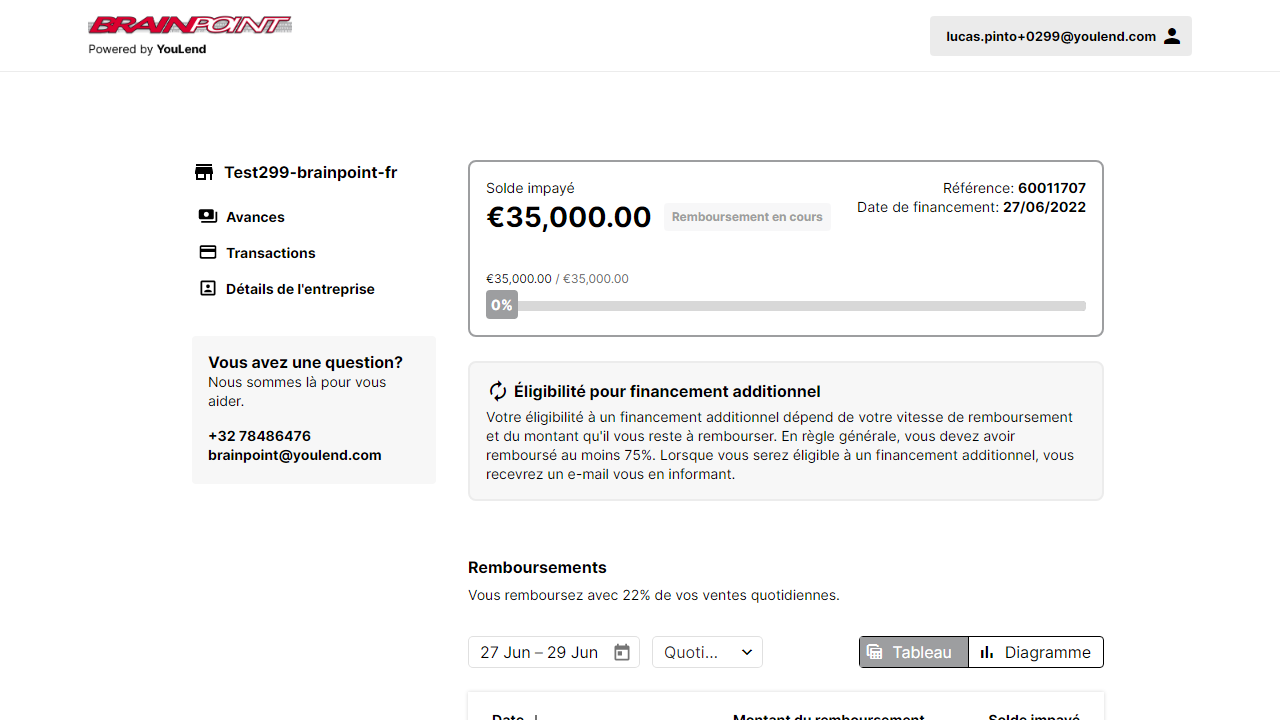 BRAINPOINT
Powered by YouLend
lucas.pinto+0299@youlend.com
Test299-brainpoint-fr
Avances
Transactions
Détails de l'entreprise
Vous avez une question?
Nous sommes là pour vous
aider.
+32 78486476
brainpoint@youlend.com
Solde impayé
€35,000.00 Remboursement en cours
Référence: 60011707
Date de financement: 27/06/2022
€35,000.00 / €35,000.00
0%
Éligibilité pour financement additionnel
Votre éligibilité à un financement additionnel dépend de votre vitesse de remboursement
et du montant qu'il vous reste à rembourser. En règle générale, vous devez avoir
remboursé au moins 75%. Lorsque vous serez éligible à un financement additionnel, vous
recevrez un e-mail vous en informant.
Remboursements
Vous remboursez avec 22% de vos ventes quotidiennes.
27 Jun – 29 Jun Quoti... Tableau Diagramme
Date ↓ Montant du remboursement Solde impayé